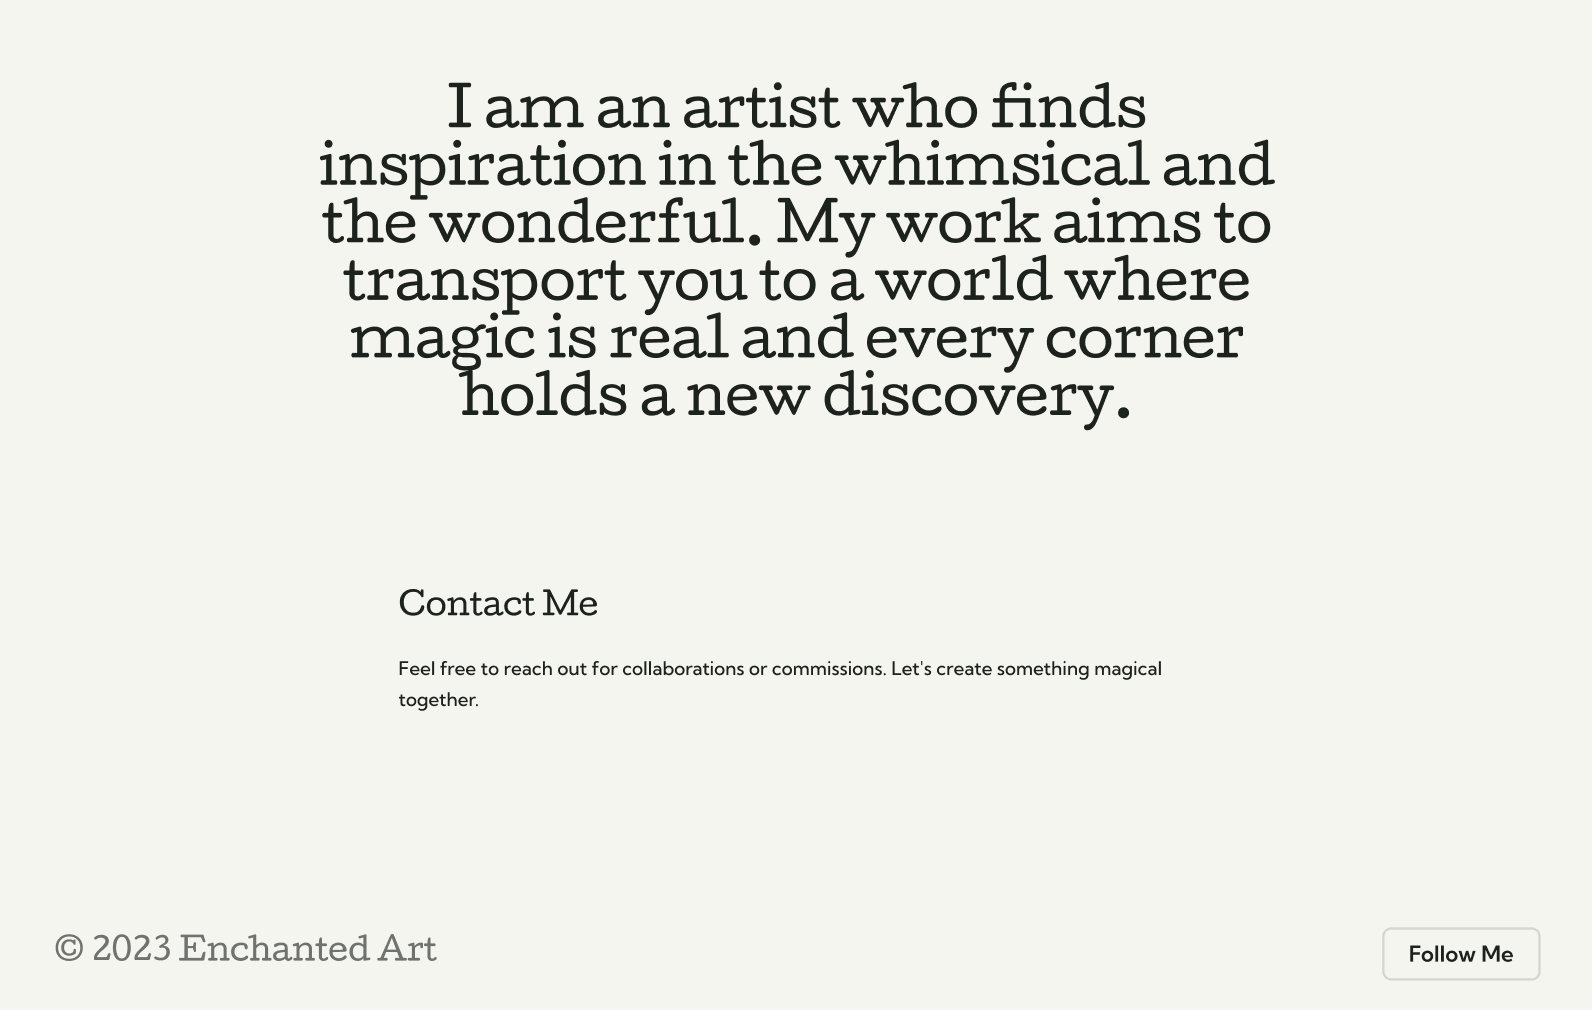 I am an artist who finds
inspiration in the whimsical and
the wonderful. My work aims to
transport you to a world where
magic is real and every corner
holds a new discovery.
Contact Me
Feel free to reach out for collaborations or commissions. Let's create something magical
together.
© 2023 Enchanted Art
Follow Me